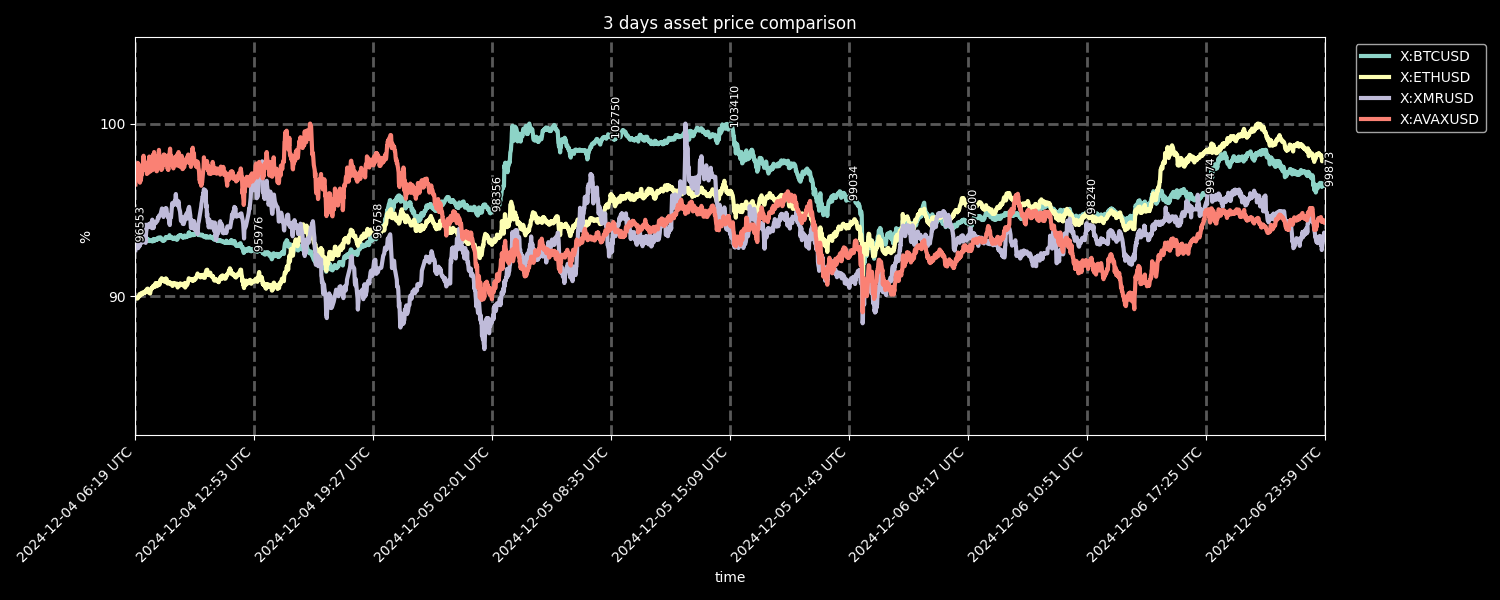 3 days asset price comparison
X:BTCUSD
X:ETHUSD
X:XMRUSD
X:AVAXUSD
100
90
%
96553
95976
96758
98356
102750
103410
99034
97600
98240
99474
99873
2024-12-04 06:19 UTC
2024-12-04 12:53 UTC
2024-12-04 19:27 UTC
2024-12-05 02:01 UTC
2024-12-05 08:35 UTC
2024-12-05 15:09 UTC
2024-12-05 21:43 UTC
2024-12-06 04:17 UTC
2024-12-06 10:51 UTC
2024-12-06 17:25 UTC
2024-12-06 23:59 UTC
time